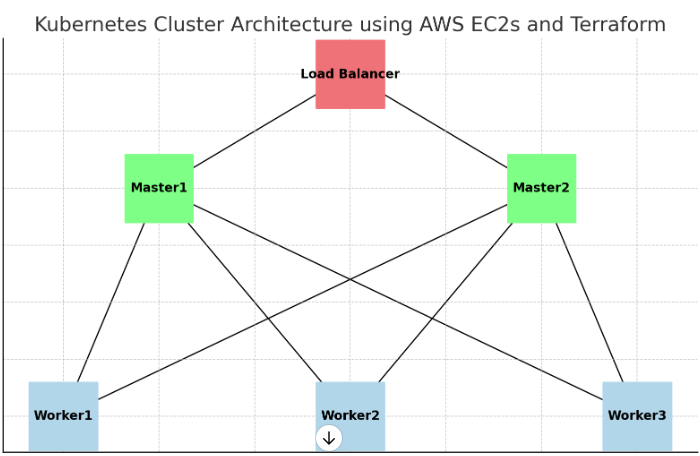 Kubernetes Cluster Architecture using AWS EC2s and Terraform
Load Balancer
Master1
Master2
Worker1
Worker2
Worker3